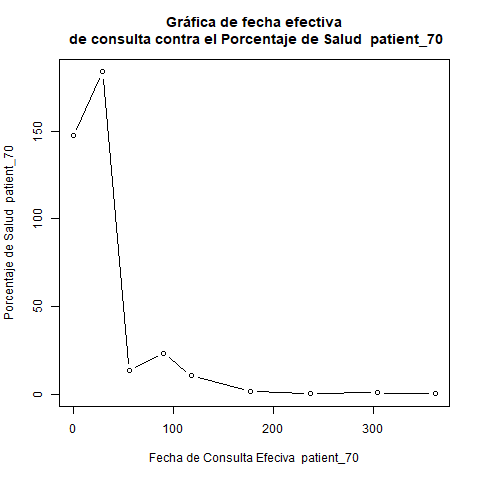 Gráfica de fecha efectiva
de consulta contra el Porcentaje de Salud patient_70
Porcentaje de Salud patient_70
150
100
50
0
0 100 200 300
Fecha de Consulta Efeciva patient_70